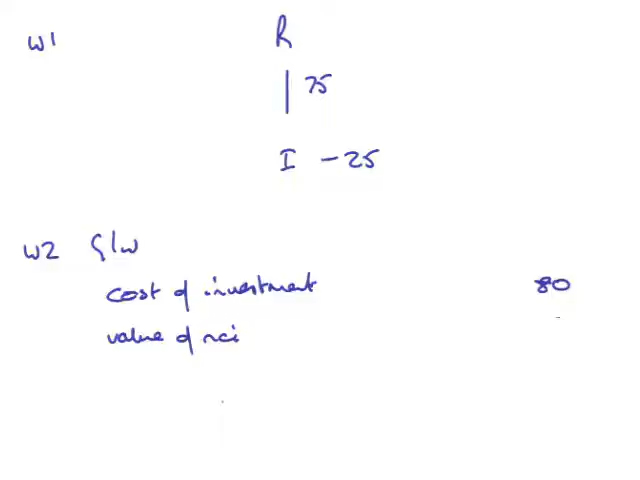 W1 R
75
I - 25
W2 G/w
cost of investment 80
value of nci